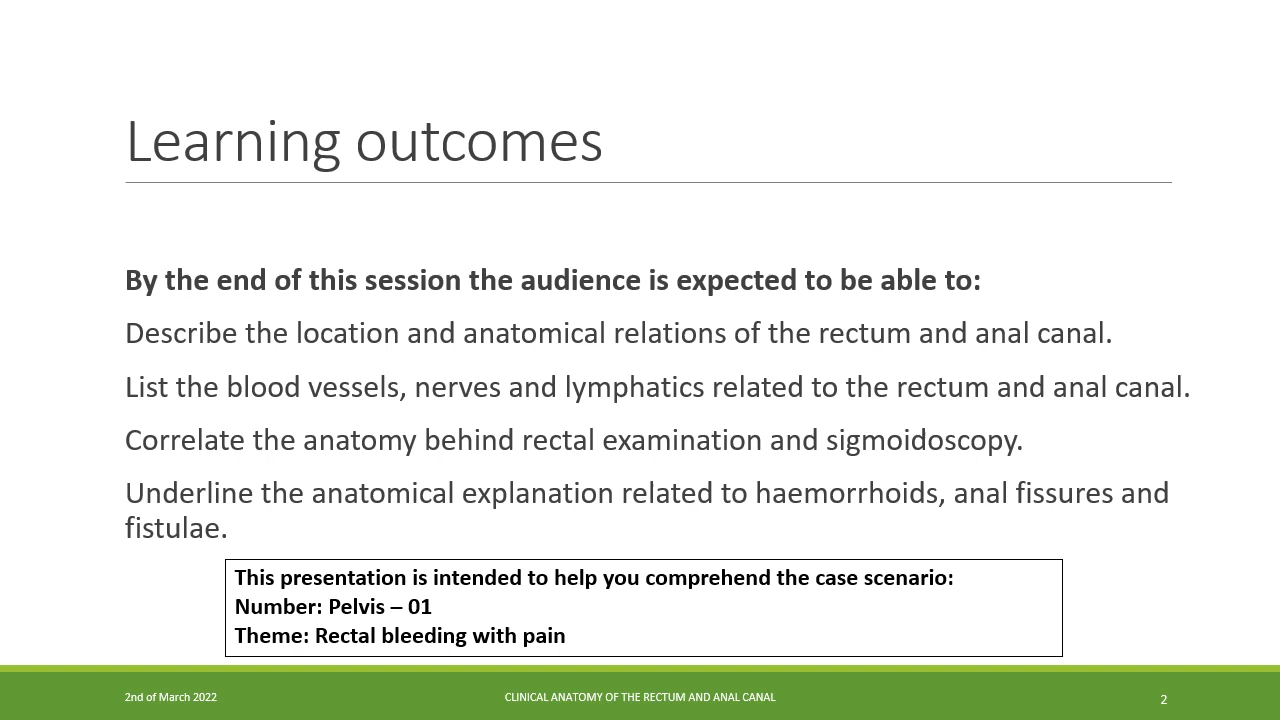 Learning outcomes
By the end of this session the audience is expected to be able to:
Describe the location and anatomical relations of the rectum and anal canal.
List the blood vessels, nerves and lymphatics related to the rectum and anal canal.
Correlate the anatomy behind rectal examination and sigmoidoscopy.
Underline the anatomical explanation related to haemorrhoids, anal fissures and
fistulae.
This presentation is intended to help you comprehend the case scenario:
Number: Pelvis – 01
Theme: Rectal bleeding with pain
2nd of March 2022
CLINICAL ANATOMY OF THE RECTUM AND ANAL CANAL
2